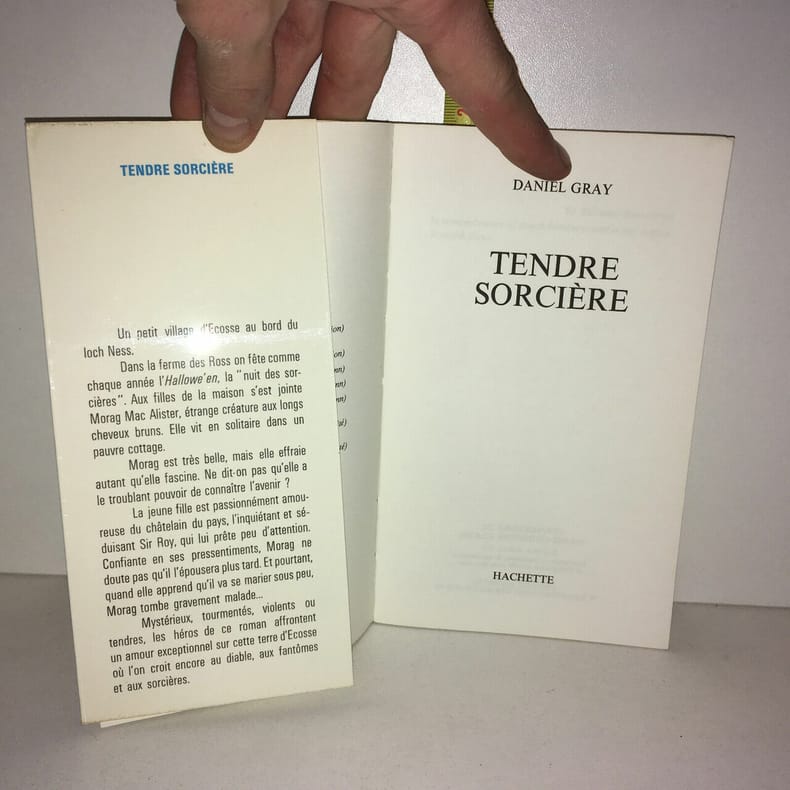 TENDRE SORCIÈRE
Un petit village d'Ecosse au bord du
loch Ness.
Dans la ferme des Ross on fête comme
chaque année l'Hallowe'en, la "nuit des sor-
cières". Aux filles de la maison s'est jointe
Morag Mac Alister, étrange créature aux longs
cheveux bruns. Elle vit en solitaire dans un
pauvre cottage.
Morag est très belle, mais elle effraie
autant qu'elle fascine. Ne dit-on pas qu'elle a
le troublant pouvoir de connaître l'avenir ?
La jeune fille est passionnément amou-
reuse du châtelain du pays, l'inquiétant et sé-
duisant Sir Roy, qui lui prête peu d'attention.
Confiante en ses pressentiments, Morag ne
doute pas qu'il l'épousera plus tard. Et pourtant,
quand elle apprend qu'il va se marier sous peu,
Morag tombe gravement malade...
Mystérieux, tourmentés, violents ou
tendres, les héros de ce roman affrontent
un amour exceptionnel sur cette terre d'Ecosse
où l'on croit encore au diable, aux fantômes
et aux sorcières.
DANIEL GRAY
TENDRE
SORCIÈRE
HACHETTE